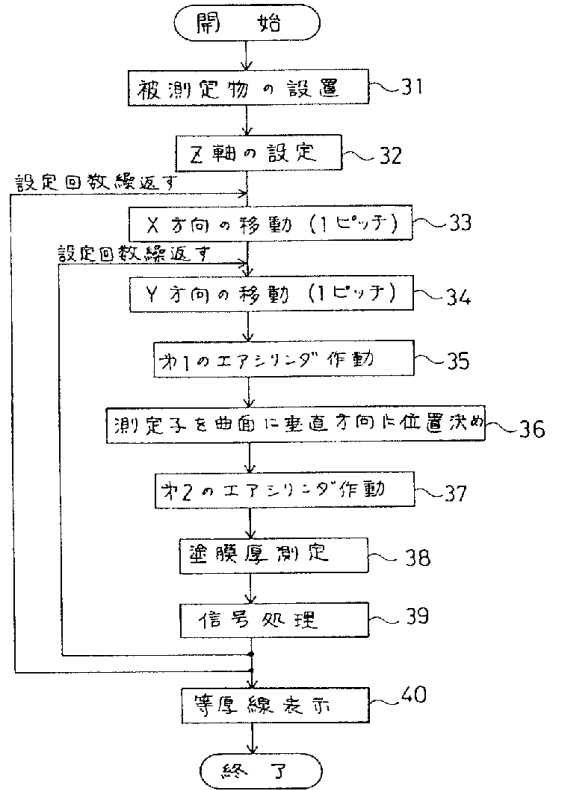 開始
被測定物の設置 31
Z軸の設定 32
設定回数繰返す
X方向の移動(1ピッチ) 33
設定回数繰返す
Y方向の移動(1ピッチ) 34
才1のエアシリンダ作動 35
測定子を曲面に垂直方向に位置決め 36
才2のエアシリンダ作動 37
塗膜厚測定 38
信号処理 39
等厚線表示 40
終了